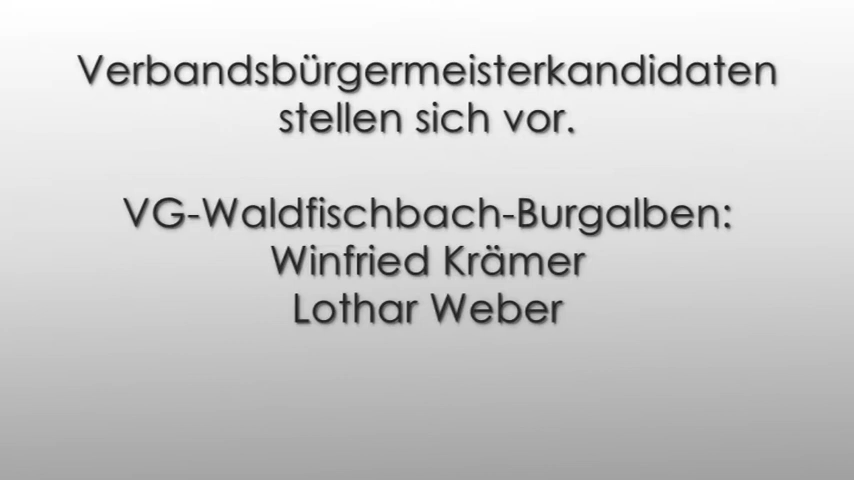 Verbandsbürgermeisterkandidaten
stellen sich vor.
VG-Waldfischbach-Burgalben:
Winfried Krämer
Lothar Weber